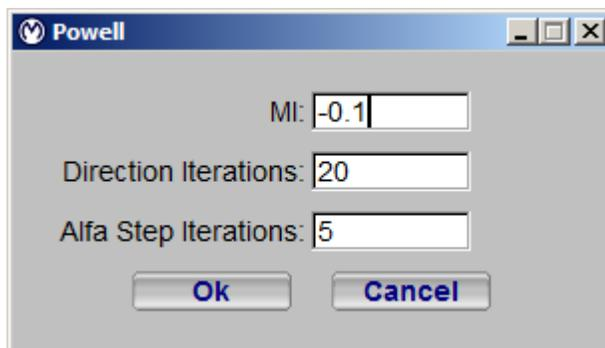 Powell
MI: -0.1
Direction Iterations: 20
Alfa Step Iterations: 5
Ok Cancel